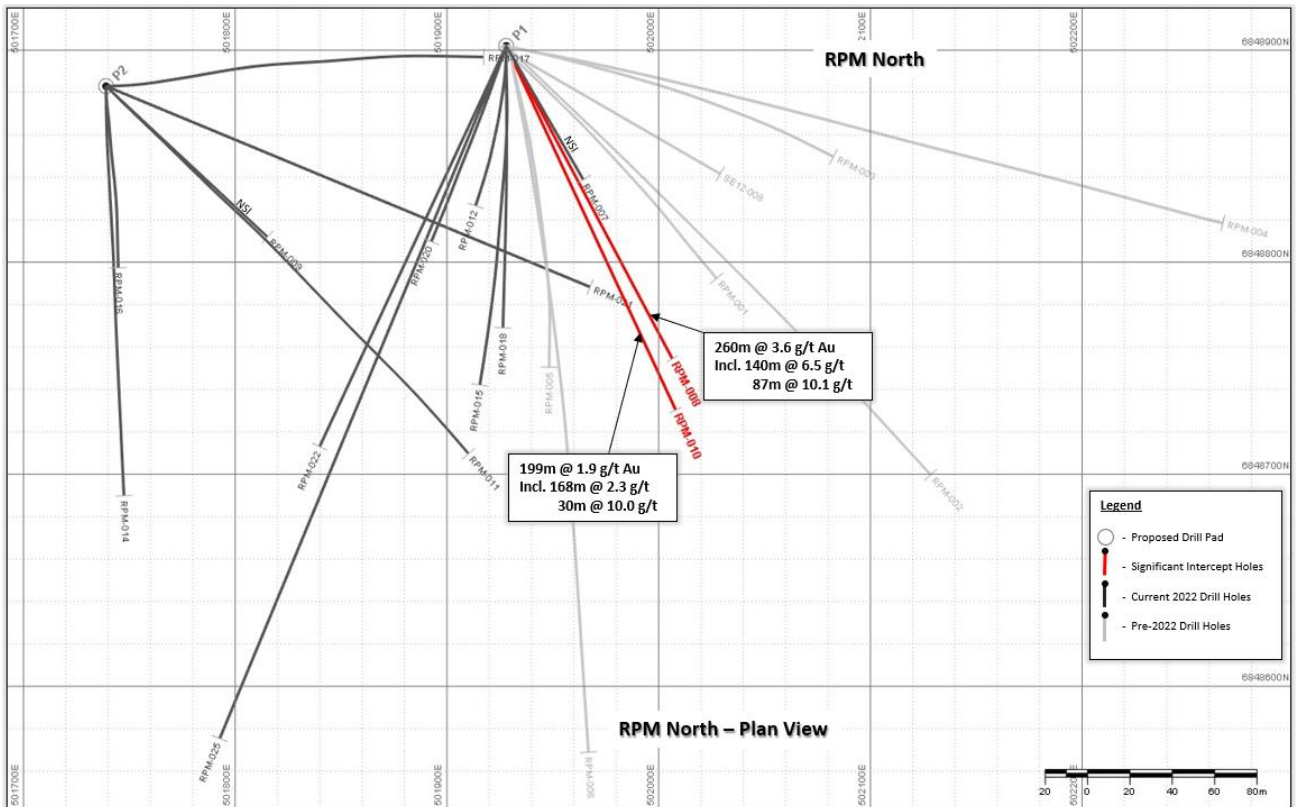 501700E
501800E
501900E
502000E
2100E
502200E
6848900N
6848800N
6848700N
6848600N
501700E
501800E
501900E
502000E
502100E
502200E
RPM North
P1
P2
RPM-017
NSI
RPM-007
NSI
RPM-009
RPM-012
RPM-020
RPM-016
RPM-021
RPM-018
RPM-015
RPM-005
RPM-022
RPM-011
RPM-014
RPM-025
RPM-006
SE12-008
RPM-001
RPM-004
RPM-002
RPM-008
RPM-010
260m @ 3.6 g/t Au
Incl. 140m @ 6.5 g/t
87m @ 10.1 g/t
199m @ 1.9 g/t Au
Incl. 168m @ 2.3 g/t
30m @ 10.0 g/t
Legend
- Proposed Drill Pad
- Significant Intercept Holes
- Current 2022 Drill Holes
- Pre-2022 Drill Holes
RPM North – Plan View
20 0 20 40 60 80m